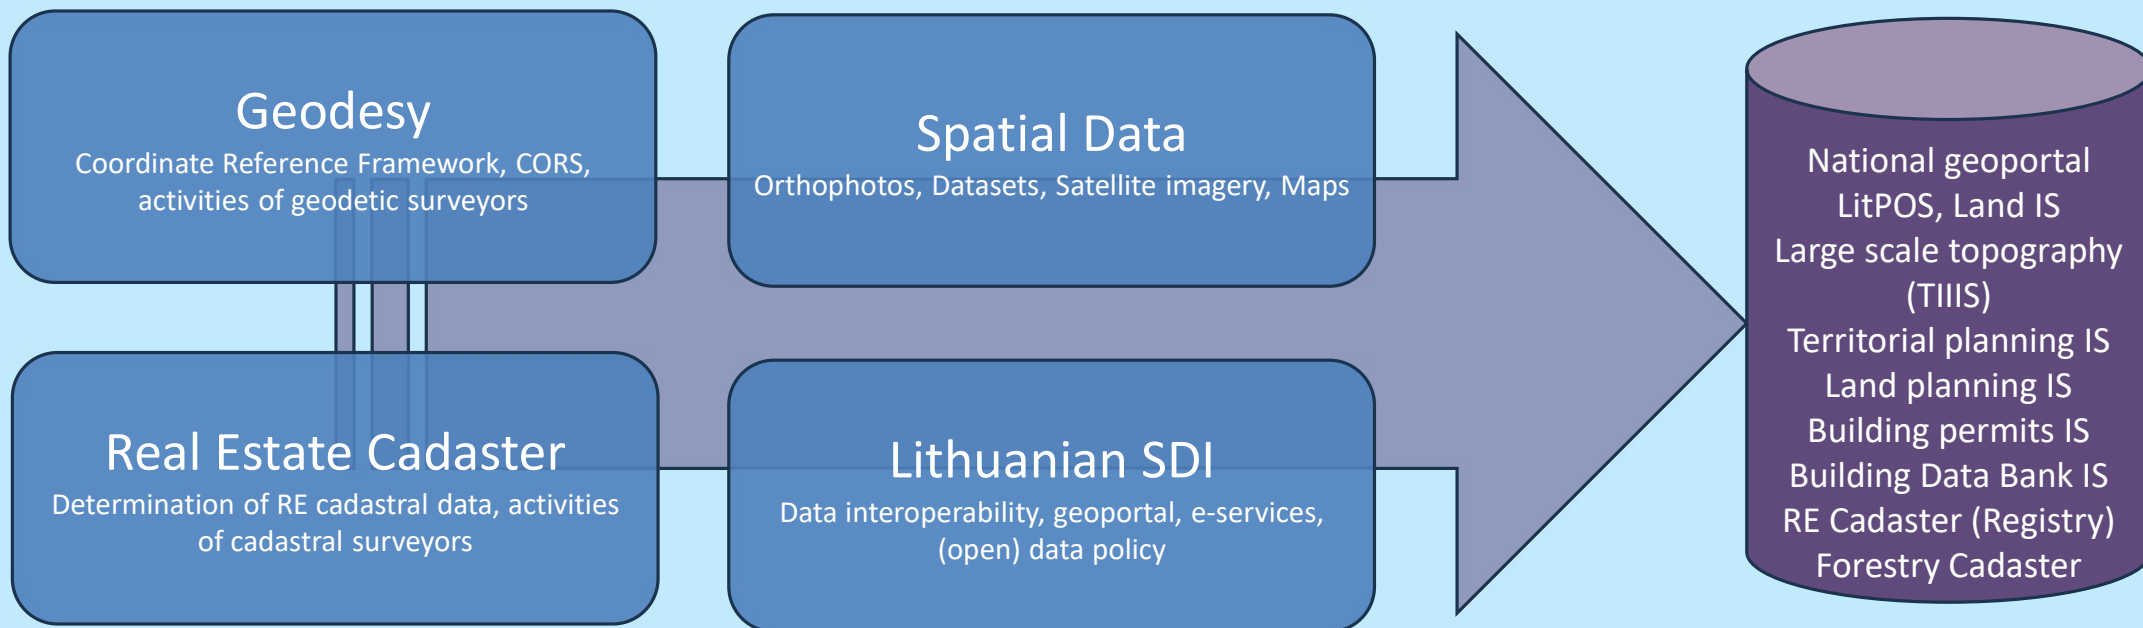 Geodesy
Coordinate Reference Framework, CORS,
activities of geodetic surveyors
Spatial Data
Orthophotos, Datasets, Satellite imagery, Maps
Real Estate Cadaster
Determination of RE cadastral data, activities
of cadastral surveyors
Lithuanian SDI
Data interoperability, geoportal, e-services,
(open) data policy
National geoportal
LitPOS, Land IS
Large scale topography
(TIIIS)
Territorial planning IS
Land planning IS
Building permits IS
Building Data Bank IS
RE Cadaster (Registry)
Forestry Cadaster